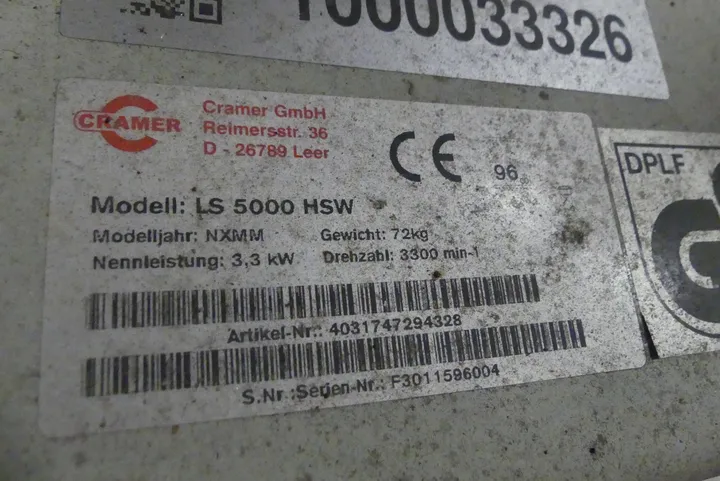 1000033326
CRAMER
Cramer GmbH
Reimersstr. 36
D - 26789 Leer
CE
96
DPLF
Modell: LS 5000 HSW
Modelljahr: NXMM Gewicht: 72kg
Nennleistung: 3,3 kW Drehzahl: 3300 min-1
Artikel-Nr.: 4031747294328
S.Nr.:Serien-Nr.: F3011596004